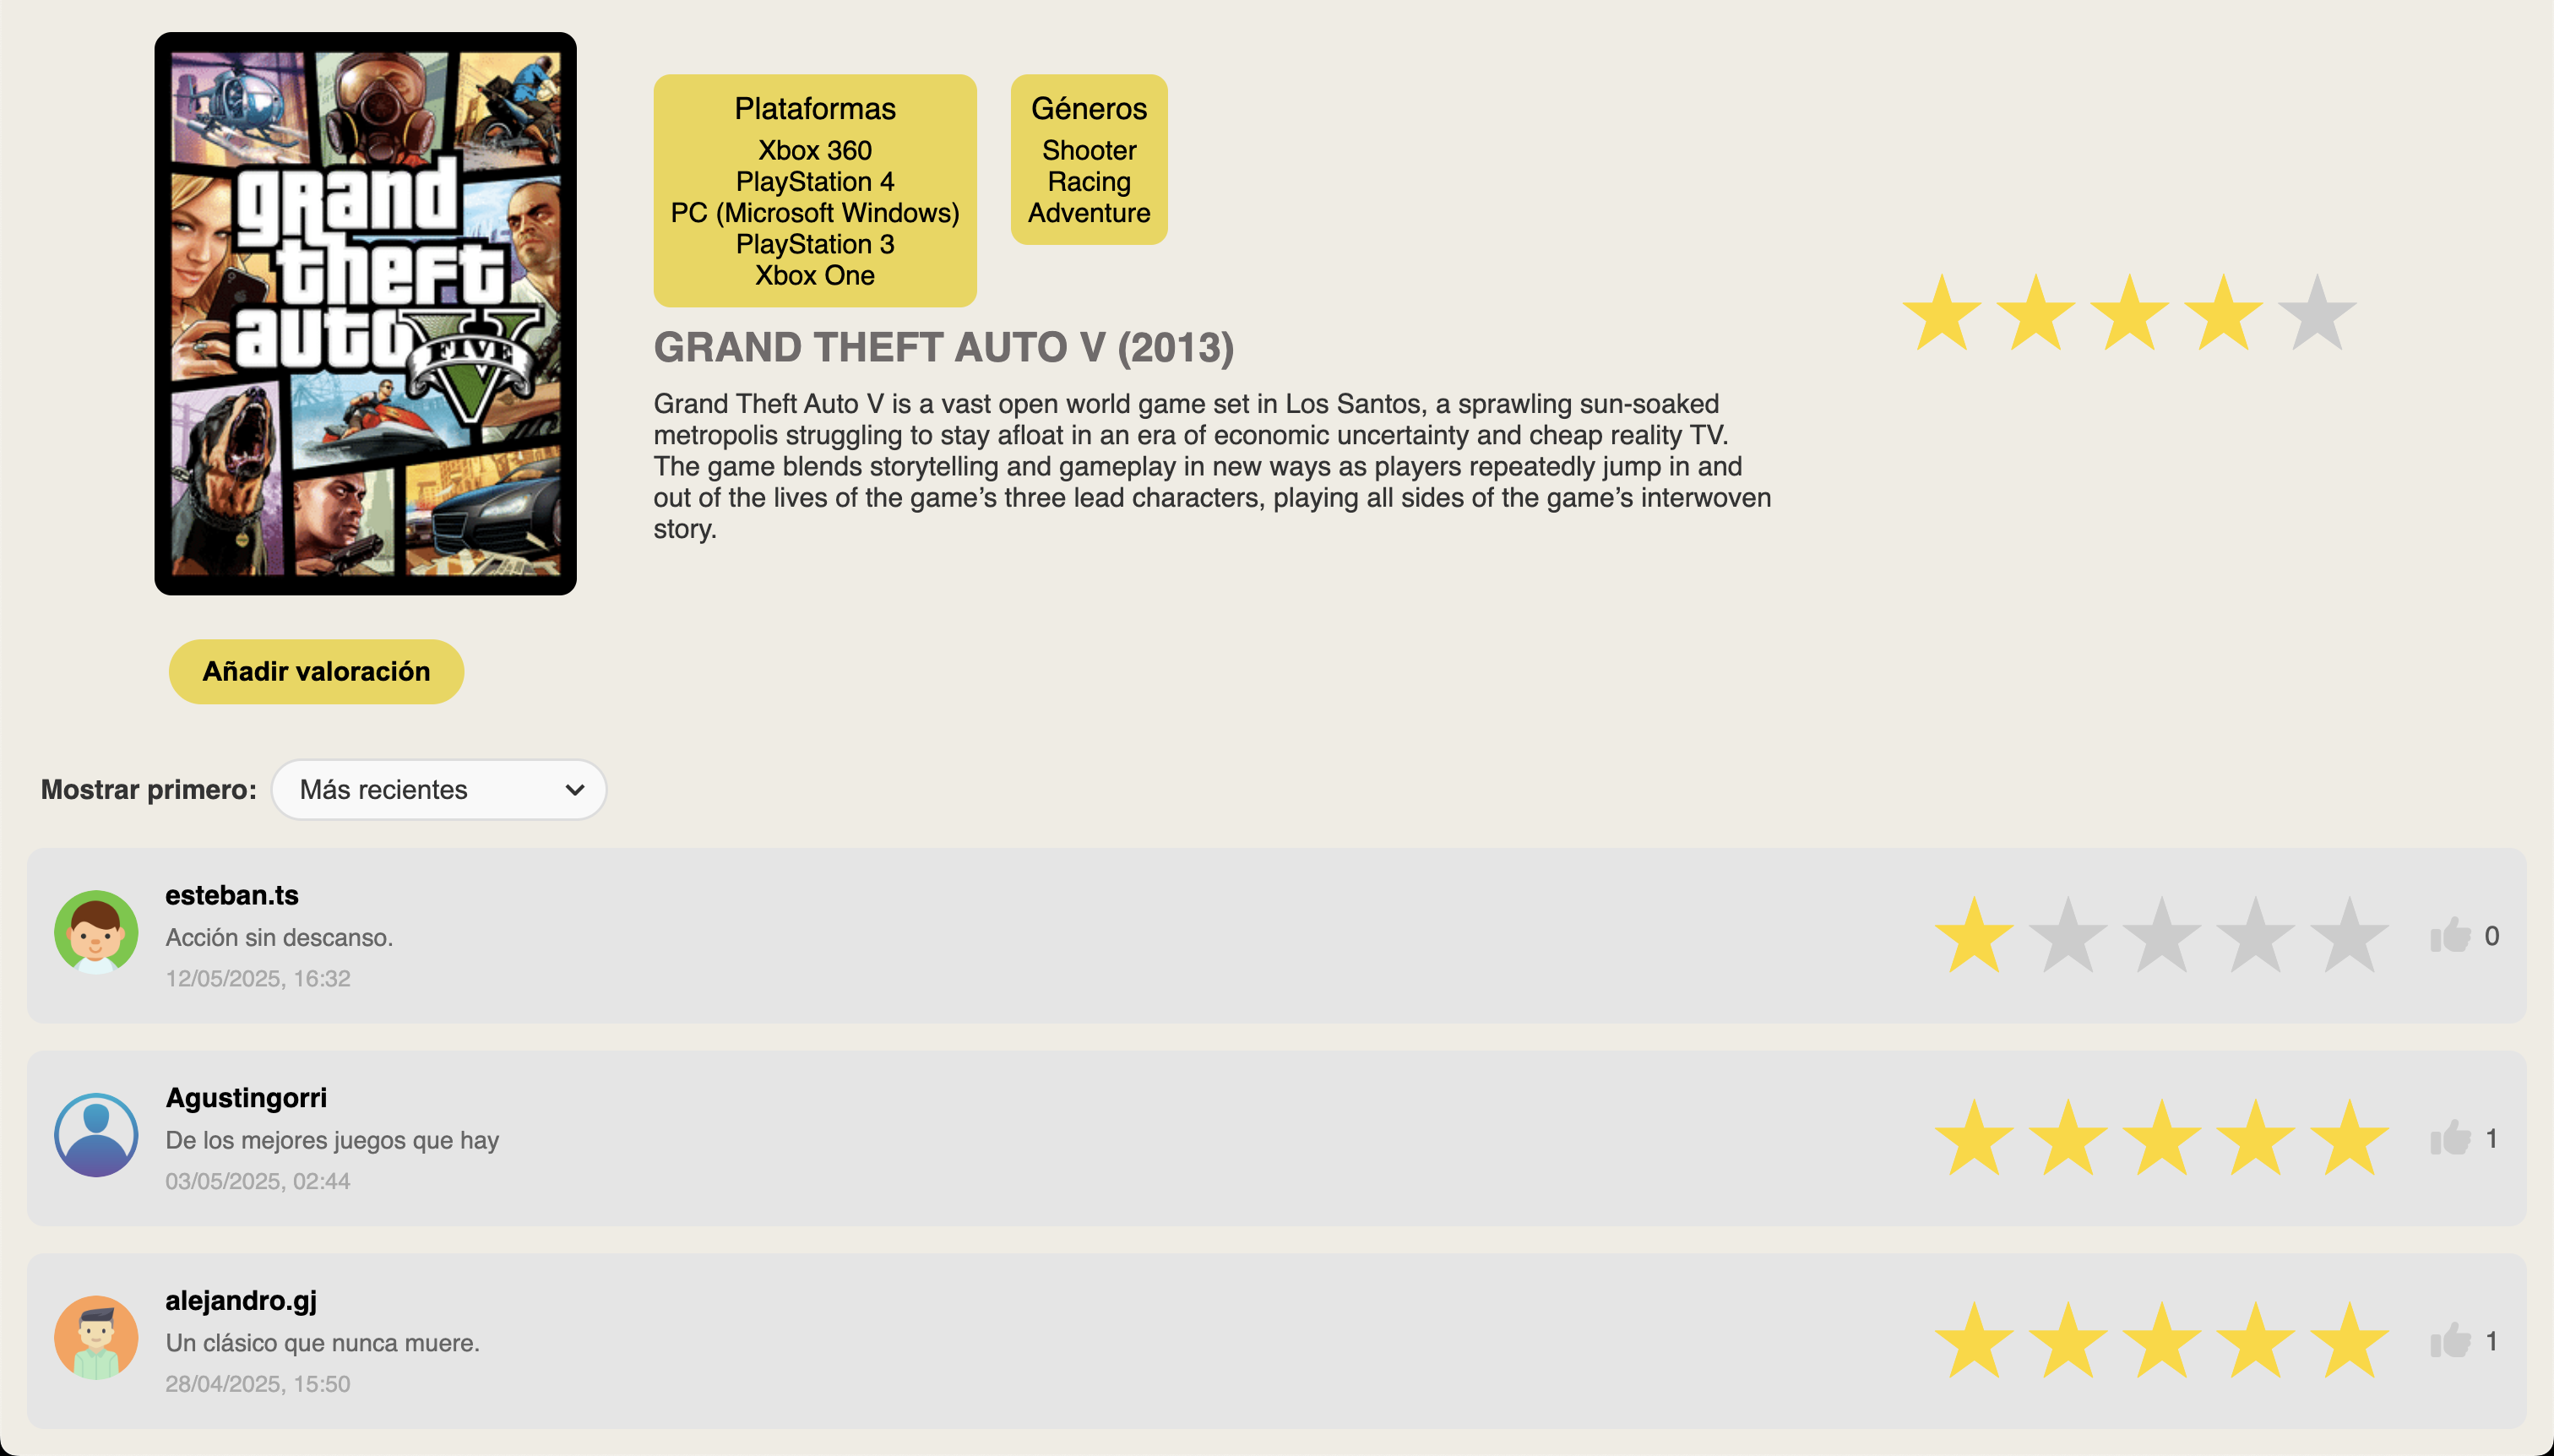 grand
theft
auto
FIVE
Plataformas
Xbox 360
PlayStation 4
PC (Microsoft Windows)
PlayStation 3
Xbox One
Géneros
Shooter
Racing
Adventure
GRAND THEFT AUTO V (2013)
Grand Theft Auto V is a vast open world game set in Los Santos, a sprawling sun-soaked
metropolis struggling to stay afloat in an era of economic uncertainty and cheap reality TV.
The game blends storytelling and gameplay in new ways as players repeatedly jump in and
out of the lives of the game’s three lead characters, playing all sides of the game’s interwoven
story.
Añadir valoración
Mostrar primero: Más recientes
esteban.ts
Acción sin descanso.
12/05/2025, 16:32
0
Agustingorri
De los mejores juegos que hay
03/05/2025, 02:44
1
alejandro.gj
Un clásico que nunca muere.
28/04/2025, 15:50
1